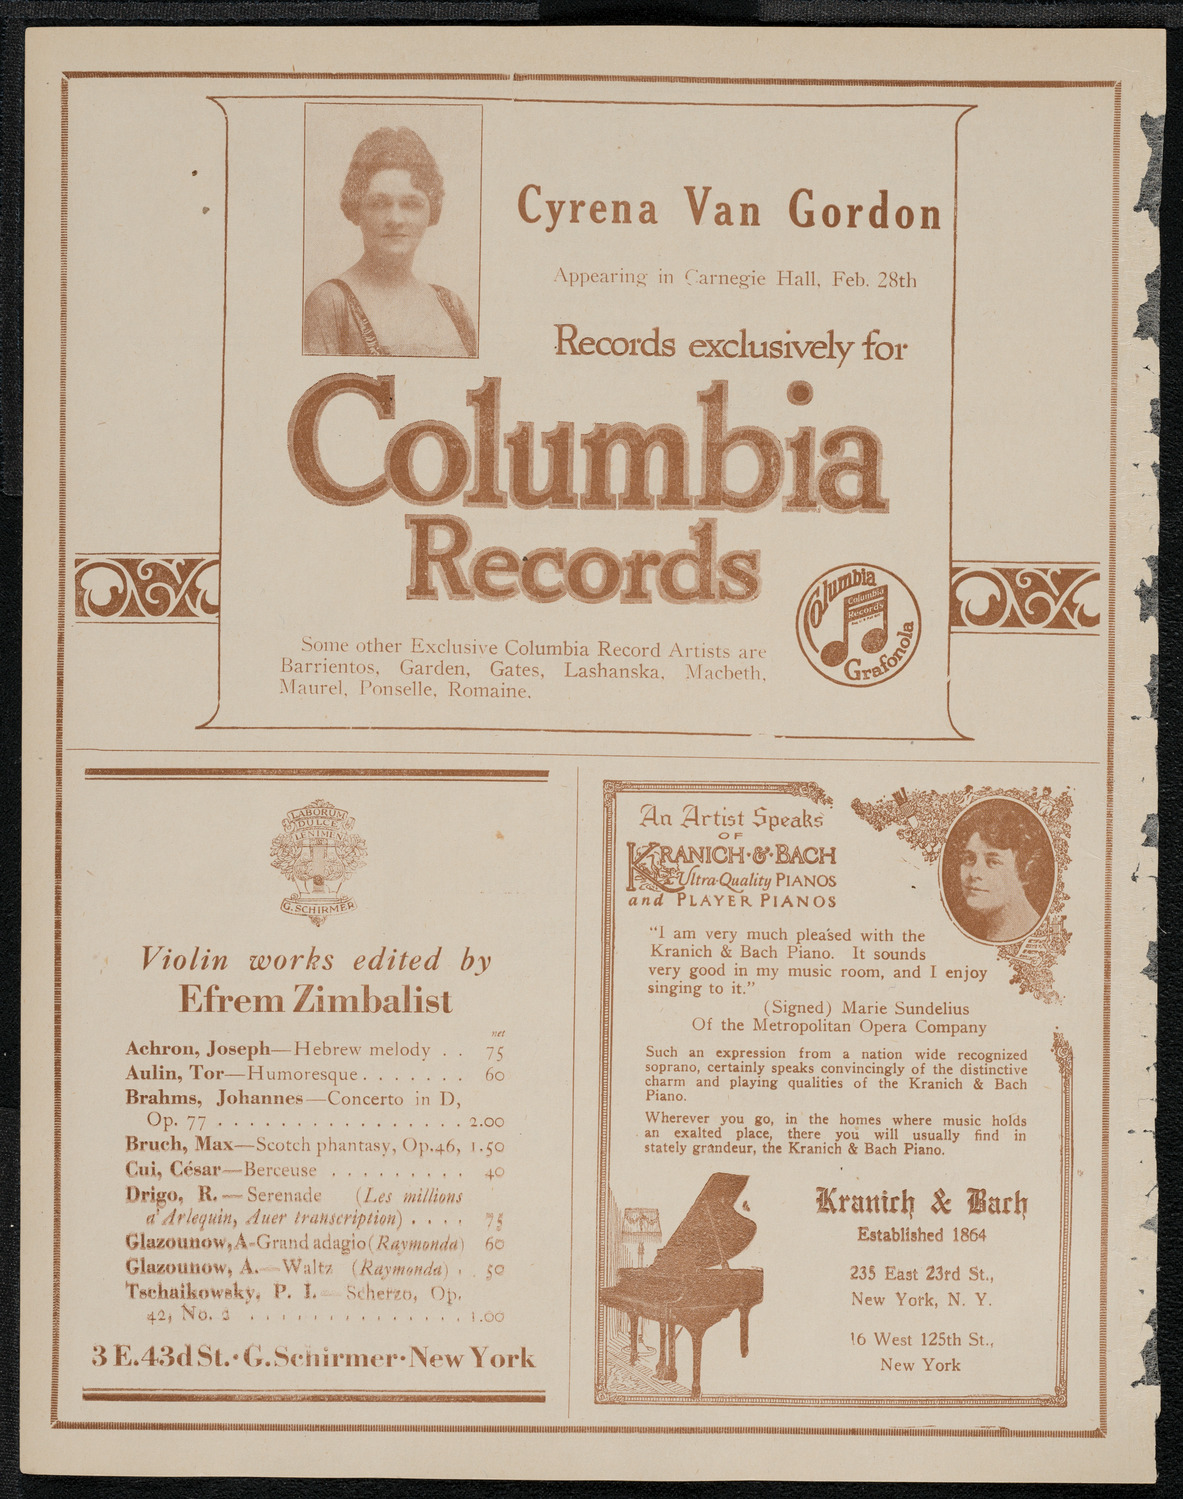 Cyrena Van Gordon
Appearing in Carnegie Hall, Feb. 28th
Records exclusively for
Columbia
Records
Columbia
Columbia
Records
Grafonola
Some other Exclusive Columbia Record Artists are
Barrientos, Garden, Gates, Lashanska, Macbeth,
Maurel, Ponselle, Romaine.
LABORUM
DULCE
LENIMEN
G. SCHIRMER
Violin works edited by
Efrem Zimbalist
net
Achron, Joseph—Hebrew melody . . 75
Aulin, Tor—Humoresque . . . . . . . 60
Brahms, Johannes—Concerto in D,
Op. 77 . . . . . . . . . . . . . . . . 2.00
Bruch, Max—Scotch phantasy, Op.46, 1.50
Cui, César—Berceuse . . . . . . . . . 40
Drigo, R.—Serenade (Les millions
d'Arlequin, Auer transcription) . . . . 75
Glazounow, A-Grand adagio (Raymonda) 60
Glazounow, A.—Waltz (Raymonda) . . 50
Tschaikowsky, P. I.—Scherzo, Op.
42, No. 2 . . . . . . . . . . . . . . 1.00
3 E. 43d St. · G. Schirmer · New York
An Artist Speaks
OF
KRANICH·&·BACH
Ultra-Quality PIANOS
and PLAYER PIANOS
"I am very much pleased with the
Kranich & Bach Piano. It sounds
very good in my music room, and I enjoy
singing to it."
(Signed) Marie Sundelius
Of the Metropolitan Opera Company
Such an expression from a nation wide recognized
soprano, certainly speaks convincingly of the distinctive
charm and playing qualities of the Kranich & Bach
Piano.
Wherever you go, in the homes where music holds
an exalted place, there you will usually find in
stately grandeur, the Kranich & Bach Piano.
Kranich & Bach
Established 1864
235 East 23rd St.,
New York, N. Y.
16 West 125th St.,
New York